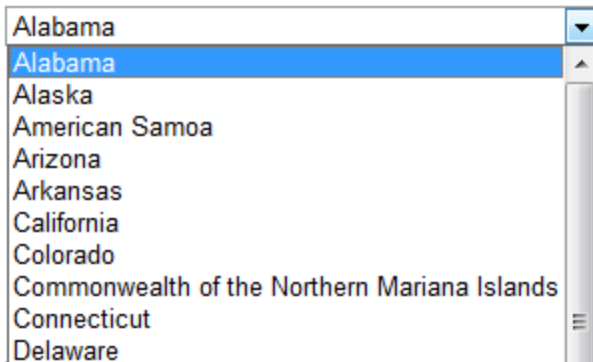 Alabama
Alabama
Alaska
American Samoa
Arizona
Arkansas
California
Colorado
Commonwealth of the Northern Mariana Islands
Connecticut
Delaware